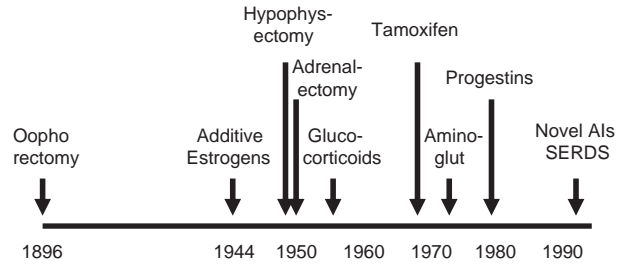 Hypophys-
ectomy
Tamoxifen
Adrenal-
ectomy
Progestins
Oopho
rectomy
Additive
Estrogens
Gluco-
corticoids
Amino-
glut
Novel AIs
SERDS
1896
1944
1950
1960
1970
1980
1990